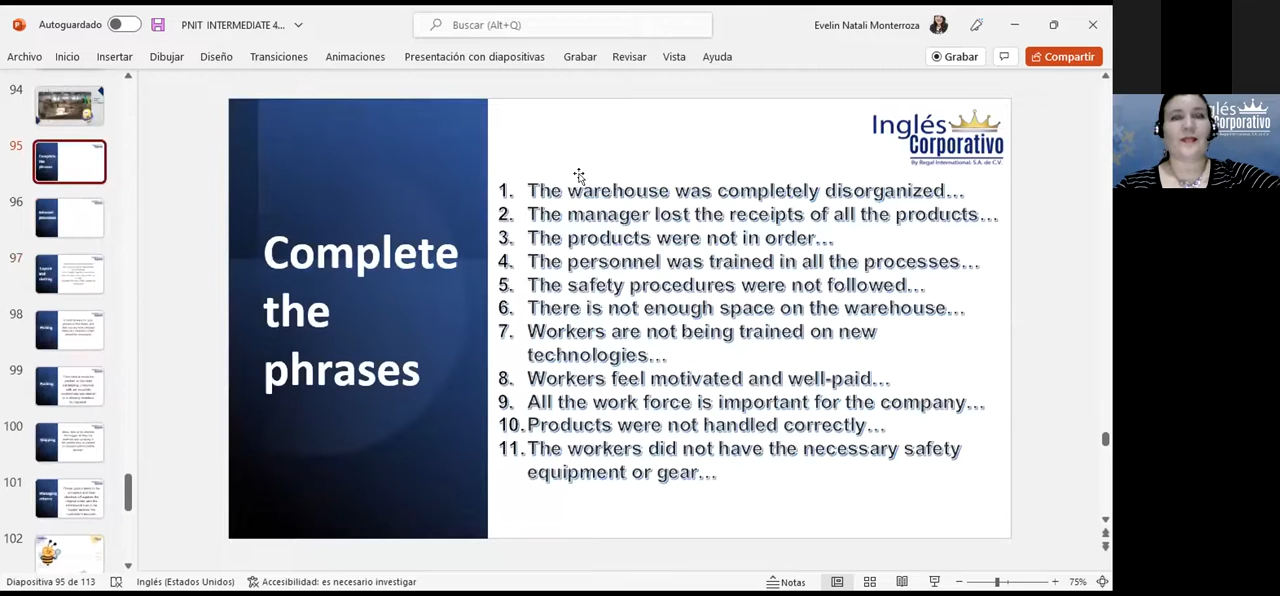 Autoguardado
PNIT INTERMEDIATE 4...
Buscar (Alt+Q)
Evelin Natali Monterroza
Archivo Inicio Insertar Dibujar Diseño Transiciones Animaciones Presentación con diapositivas Grabar Revisar Vista Ayuda
Grabar
Compartir
94
95
96
97
98
99
100
101
102
Complete
the
phrases
Inglés
Corporativo
By Regal International, S.A. de C.V.
1. The warehouse was completely disorganized...
2. The manager lost the receipts of all the products...
3. The products were not in order...
4. The personnel was trained in all the processes...
5. The safety procedures were not followed...
6. There is not enough space on the warehouse...
7. Workers are not being trained on new
technologies...
8. Workers feel motivated and well-paid...
9. All the work force is important for the company...
10. Products were not handled correctly...
11. The workers did not have the necessary safety
equipment or gear...
glés
Corporativo
Diapositiva 95 de 113
Inglés (Estados Unidos)
Accesibilidad: es necesario investigar
Notas
75%